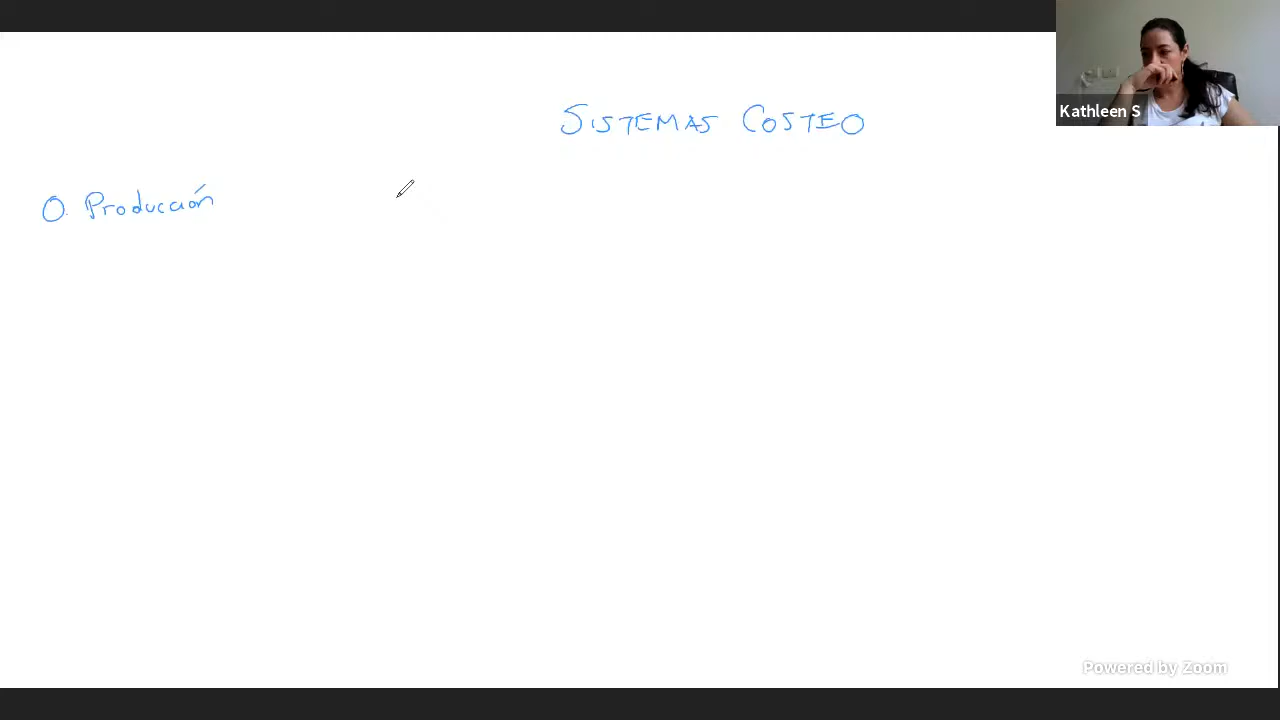 SISTEMAS COSTEO
Kathleen S
O. Producción
Powered by Zoom